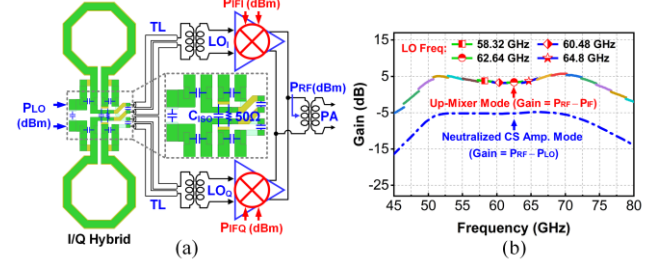 (a)
TL
PIFI (dBm)
LOI
PLO
(dBm)
CISO
50Ω
PRF(dBm)
PA
TL
LOQ
PIFQ (dBm)
I/Q Hybrid
(b)
Gain (dB)
15
5
-5
-15
-25
LO Freq:
58.32 GHz
60.48 GHz
62.64 GHz
64.8 GHz
Up-Mixer Mode (Gain = PRF – PIF)
Neutralized CS Amp. Mode
(Gain = PRF – PLO)
45 50 55 60 65 70 75 80
Frequency (GHz)